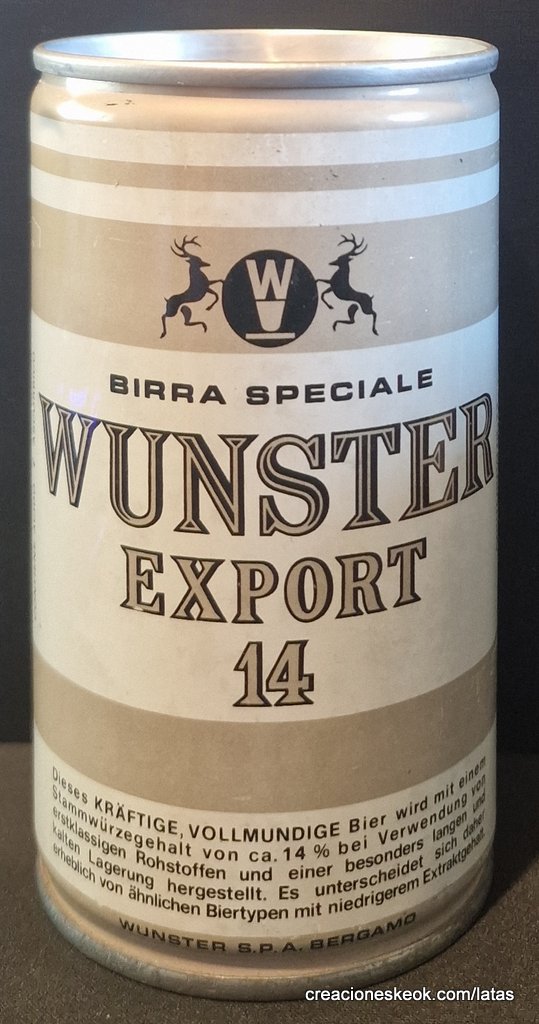 W
BIRRA SPECIALE
WUNSTER
EXPORT
14
Dieses KRÄFTIGE, VOLLMUNDIGE Bier wird mit einem
Stammwürzegehalt von ca. 14 % bei Verwendung von
erstklassigen Rohstoffen und einer besonders langen und
kalten Lagerung hergestellt. Es unterscheidet sich daher
erheblich von ähnlichen Biertypen mit niedrigerem Extraktgehalt.
WUNSTER S.P.A. BERGAMO
creacioneskeok.com/latas